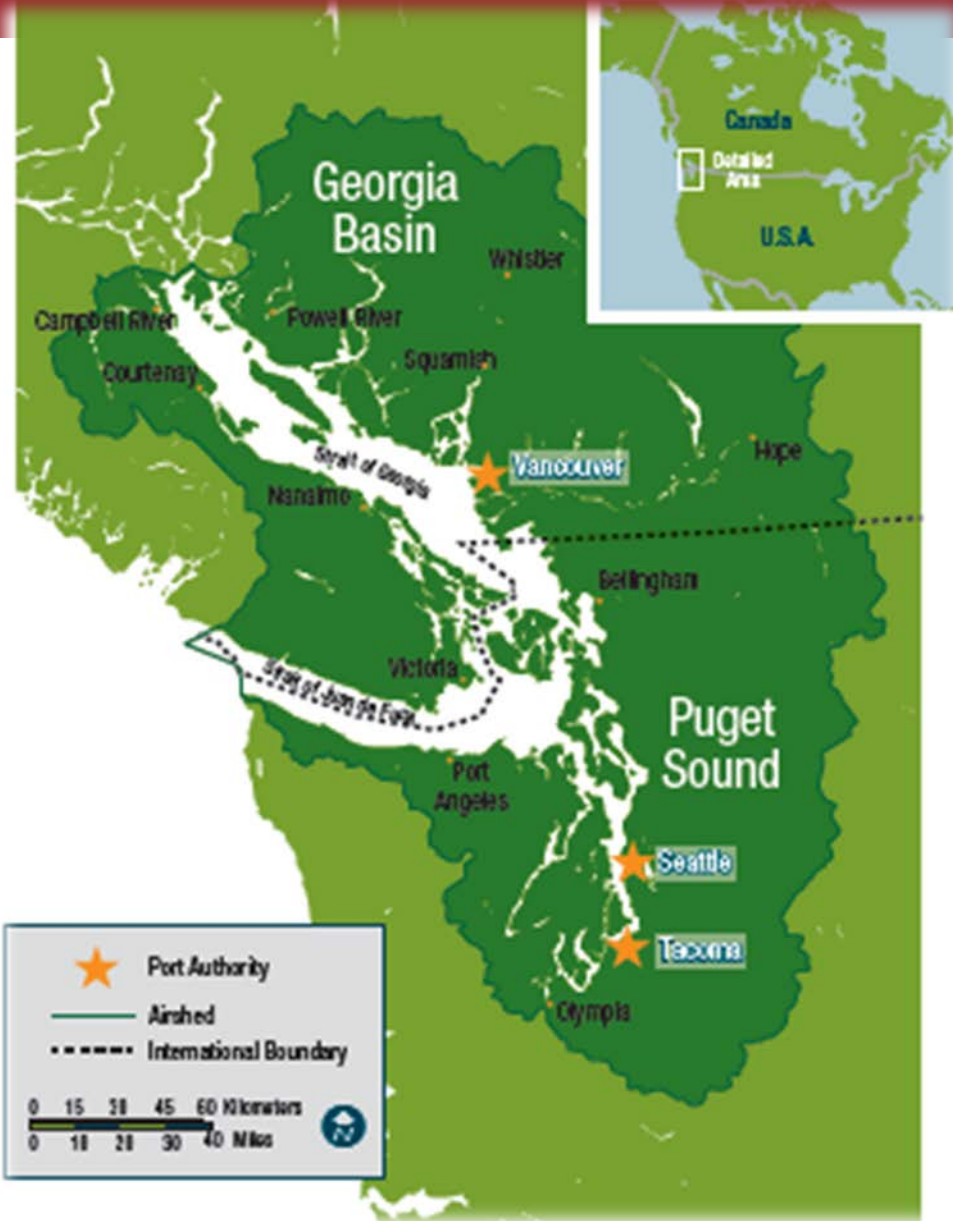 Georgia
Basin
Canada
Detailed
Area
U.S.A.
Whistler
Campbell River
Powell River
Courtenay
Squamish
Strait of Georgia
Vancouver
Hope
Nanaimo
Bellingham
Victoria
Strait of Juan de Fuca
Puget
Sound
Port
Angeles
Seattle
Tacoma
Olympia
Port Authority
Airshed
International Boundary
0 15 30 45 60 Kilometers
0 10 20 30 40 Miles
N